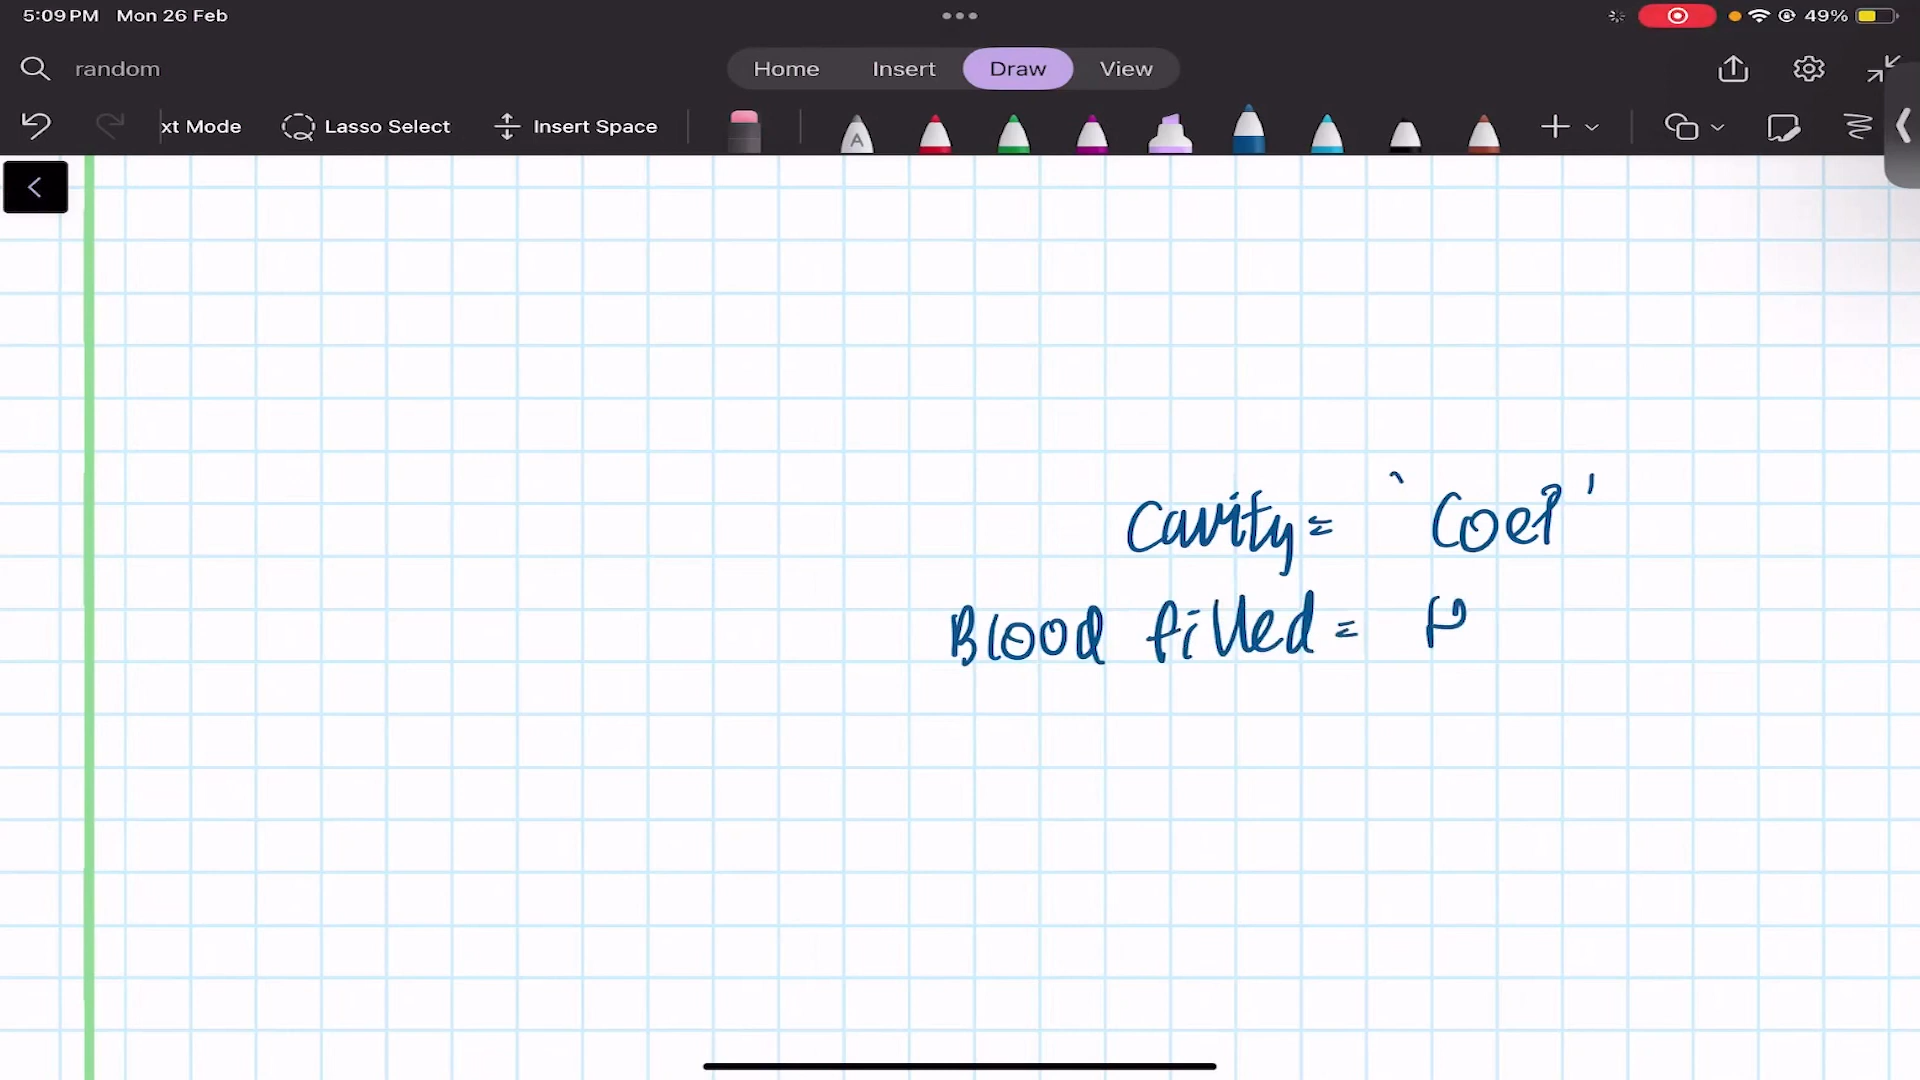 5:09 PM Mon 26 Feb 49%
random Home Insert Draw View
xt Mode Lasso Select Insert Space A
Cavity = ‘Coel’
Blood filled =